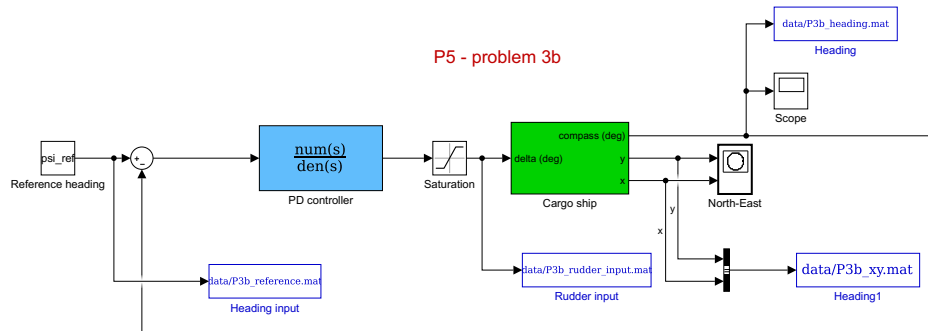 P5 - problem 3b
data/P3b_heading.mat
Heading
Scope
compass (deg)
psi_ref
Reference heading
+
-
num(s)
den(s)
PD controller
Saturation
delta (deg)
y
x
Cargo ship
North-East
y
x
data/P3b_reference.mat
Heading input
data/P3b_rudder_input.mat
Rudder input
data/P3b_xy.mat
Heading1